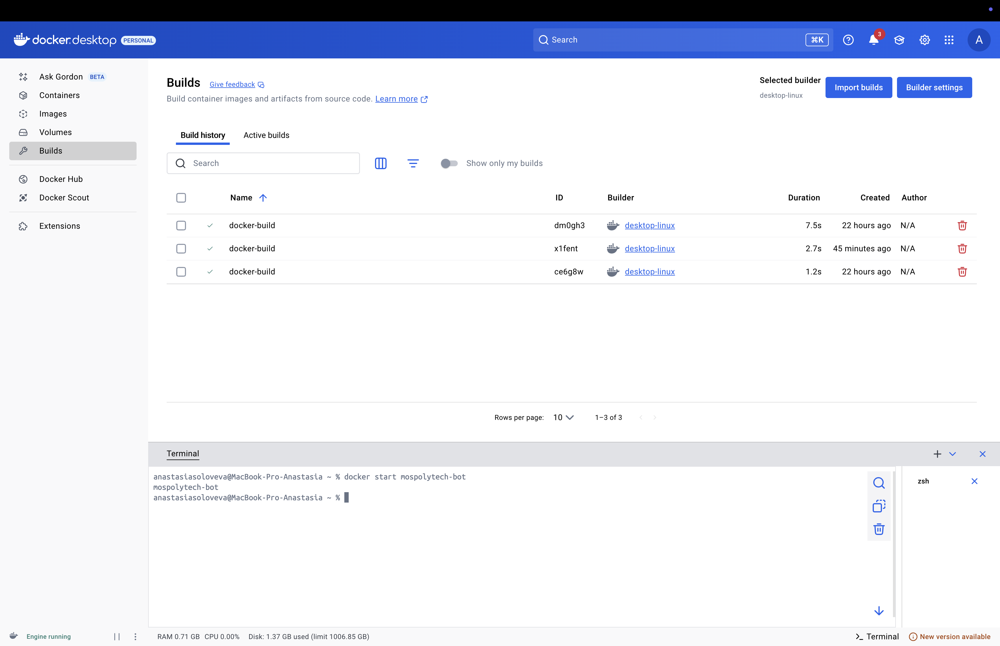 docker desktop PERSONAL
Search ⌘K
3
A
Ask Gordon BETA
Containers
Images
Volumes
Builds
Docker Hub
Docker Scout
Extensions
Builds Give feedback
Build container images and artifacts from source code. Learn more
Selected builder
desktop-linux
Import builds
Builder settings
Build history Active builds
Search
Show only my builds
Name ID Builder Duration Created Author
docker-build dm0gh3 desktop-linux 7.5s 22 hours ago N/A
docker-build x1fent desktop-linux 2.7s 45 minutes ago N/A
docker-build ce6g8w desktop-linux 1.2s 22 hours ago N/A
Rows per page: 10 1–3 of 3
Terminal
anastasiasoloveva@MacBook-Pro-Anastasia ~ % docker start mospolytech-bot
mospolytech-bot
anastasiasoloveva@MacBook-Pro-Anastasia ~ %
zsh
Engine running
RAM 0.71 GB CPU 0.00% Disk: 1.37 GB used (limit 1006.85 GB)
>_ Terminal
New version available